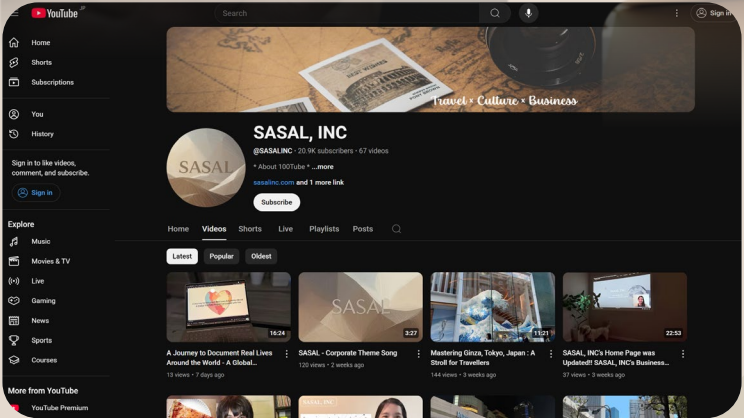 YouTube JP
Search
Sign in
Home
Shorts
Subscriptions
You
History
Sign in to like videos,
comment, and subscribe.
Sign in
Explore
Music
Movies & TV
Live
Gaming
News
Sports
Courses
More from YouTube
YouTube Premium
Travel × Culture × Business
SASAL
SASAL, INC
@SASALINC • 20.9K subscribers • 67 videos
* About 100Tube * ...more
sasalinc.com and 1 more link
Subscribe
Home Videos Shorts Live Playlists Posts
Latest Popular Oldest
16:24
SASAL
3:27
11:21
22:53
A Journey to Document Real Lives
Around the World - A Global...
13 views • 7 days ago
SASAL - Corporate Theme Song
120 views • 2 weeks ago
Mastering Ginza, Tokyo, Japan : A
Stroll for Travellers
144 views • 3 weeks ago
SASAL, INC's Home Page was
Updated!! SASAL, INC's Business...
37 views • 3 weeks ago